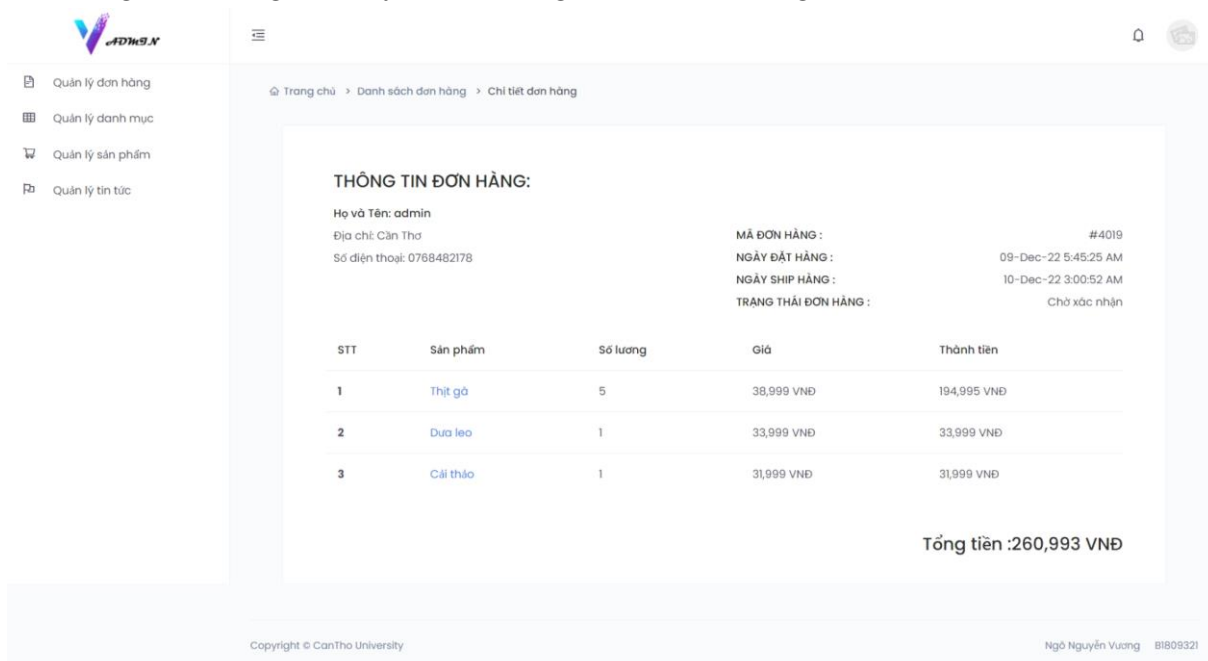 ADMIN
Quản lý đơn hàng
Quản lý danh mục
Quản lý sản phẩm
Quản lý tin tức
Trang chủ > Danh sách đơn hàng > Chi tiết đơn hàng
THÔNG TIN ĐƠN HÀNG:
Họ và Tên: admin
Địa chỉ: Cần Thơ
Số điện thoại: 0768482178
MÃ ĐƠN HÀNG : #4019
NGÀY ĐẶT HÀNG : 09-Dec-22 5:45:25 AM
NGÀY SHIP HÀNG : 10-Dec-22 3:00:52 AM
TRẠNG THÁI ĐƠN HÀNG : Chờ xác nhận
STT Sản phẩm Số lương Giá Thành tiền
1 Thịt gà 5 38,999 VNĐ 194,995 VNĐ
2 Dưa leo 1 33,999 VNĐ 33,999 VNĐ
3 Cải thảo 1 31,999 VNĐ 31,999 VNĐ
Tổng tiền :260,993 VNĐ
Copyright © CanTho University
Ngô Nguyễn Vương B1809321